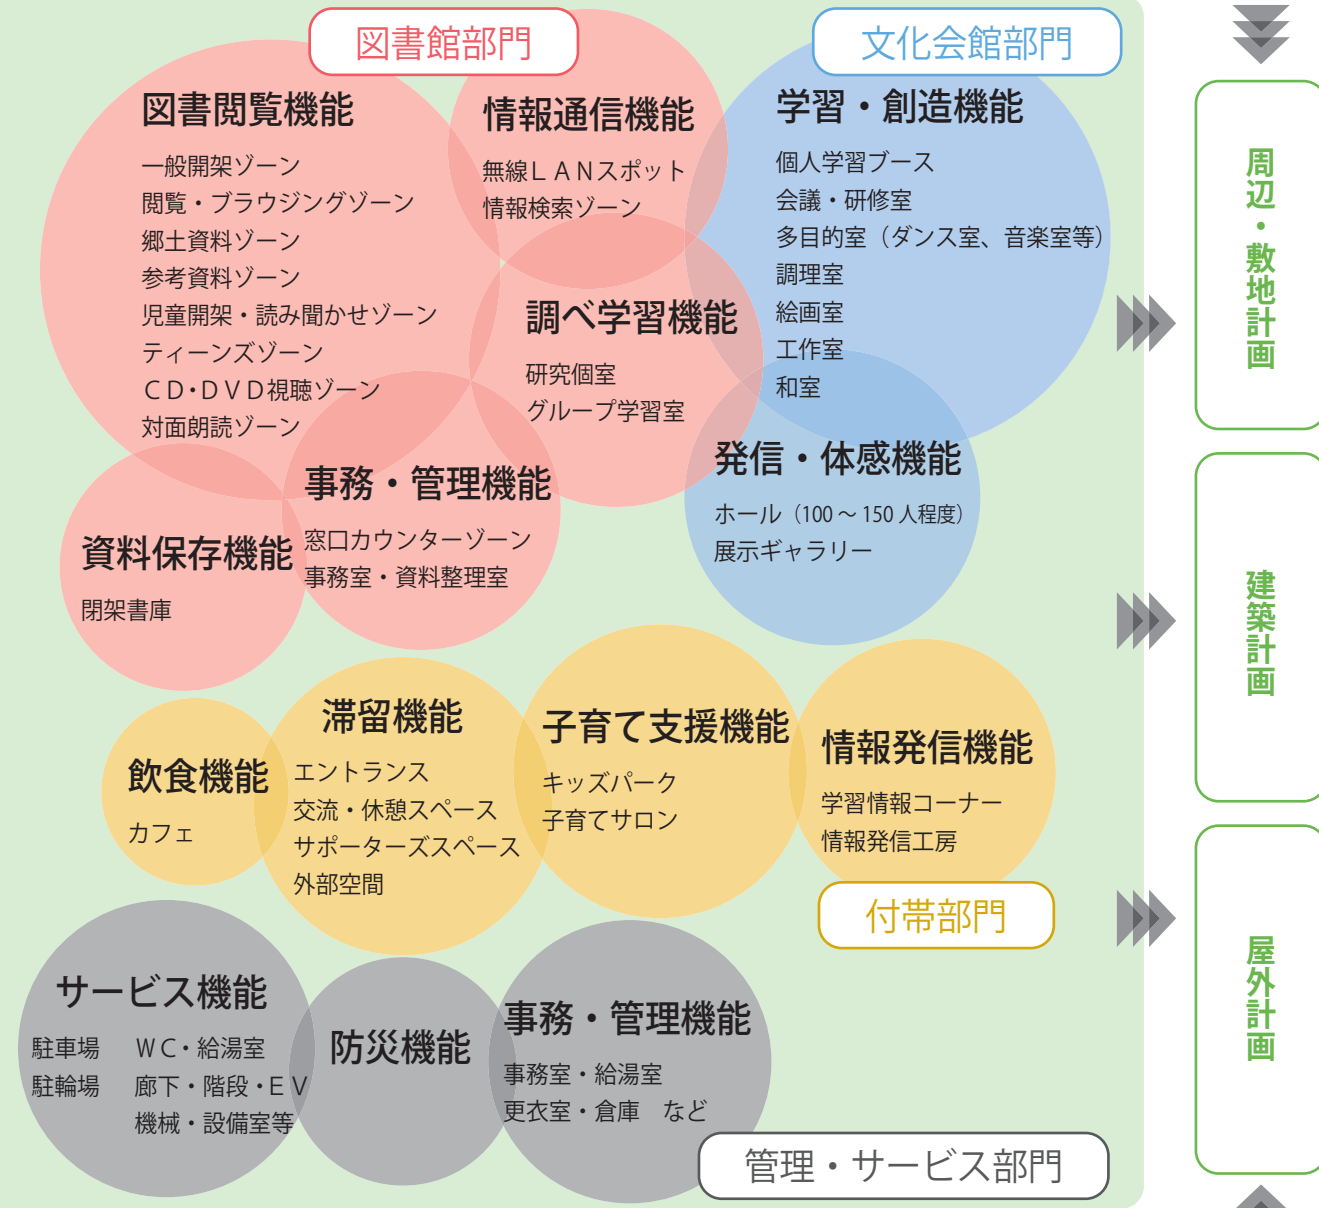 図書館部門
図書閲覧機能
一般開架ゾーン
閲覧・ブラウジングゾーン
郷土資料ゾーン
参考資料ゾーン
児童開架・読み聞かせゾーン
ティーンズゾーン
ＣＤ・ＤＶＤ視聴ゾーン
対面朗読ゾーン
情報通信機能
無線ＬＡＮスポット
情報検索ゾーン
調べ学習機能
研究個室
グループ学習室
事務・管理機能
窓口カウンターゾーン
事務室・資料整理室
資料保存機能
閉架書庫
文化会館部門
学習・創造機能
個人学習ブース
会議・研修室
多目的室（ダンス室、音楽室等）
調理室
絵画室
工作室
和室
発信・体感機能
ホール（100～150人程度）
展示ギャラリー
飲食機能
カフェ
滞留機能
エントランス
交流・休憩スペース
サポーターズスペース
外部空間
子育て支援機能
キッズパーク
子育てサロン
情報発信機能
学習情報コーナー
情報発信工房
付帯部門
サービス機能
駐車場　ＷＣ・給湯室
駐輪場　廊下・階段・ＥＶ
機械・設備室等
防災機能
事務・管理機能
事務室・給湯室
更衣室・倉庫　など
管理・サービス部門
周辺・敷地計画
建築計画
屋外計画